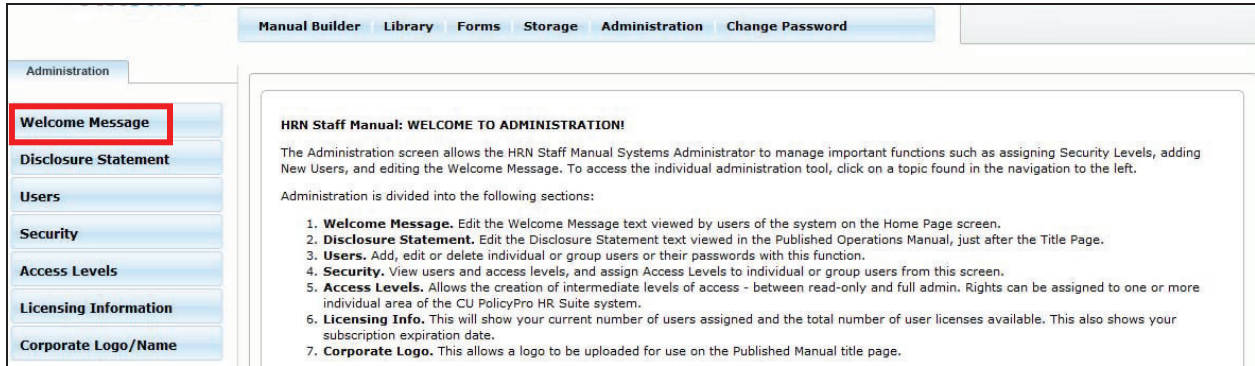 Manual Builder Library Forms Storage Administration Change Password
Administration
Welcome Message
Disclosure Statement
Users
Security
Access Levels
Licensing Information
Corporate Logo/Name
HRN Staff Manual: WELCOME TO ADMINISTRATION!
The Administration screen allows the HRN Staff Manual Systems Administrator to manage important functions such as assigning Security Levels, adding
New Users, and editing the Welcome Message. To access the individual administration tool, click on a topic found in the navigation to the left.
Administration is divided into the following sections:
1. Welcome Message. Edit the Welcome Message text viewed by users of the system on the Home Page screen.
2. Disclosure Statement. Edit the Disclosure Statement text viewed in the Published Operations Manual, just after the Title Page.
3. Users. Add, edit or delete individual or group users or their passwords with this function.
4. Security. View users and access levels, and assign Access Levels to individual or group users from this screen.
5. Access Levels. Allows the creation of intermediate levels of access - between read-only and full admin. Rights can be assigned to one or more
individual area of the CU PolicyPro HR Suite system.
6. Licensing Info. This will show your current number of users assigned and the total number of user licenses available. This also shows your
subscription expiration date.
7. Corporate Logo. This allows a logo to be uploaded for use on the Published Manual title page.